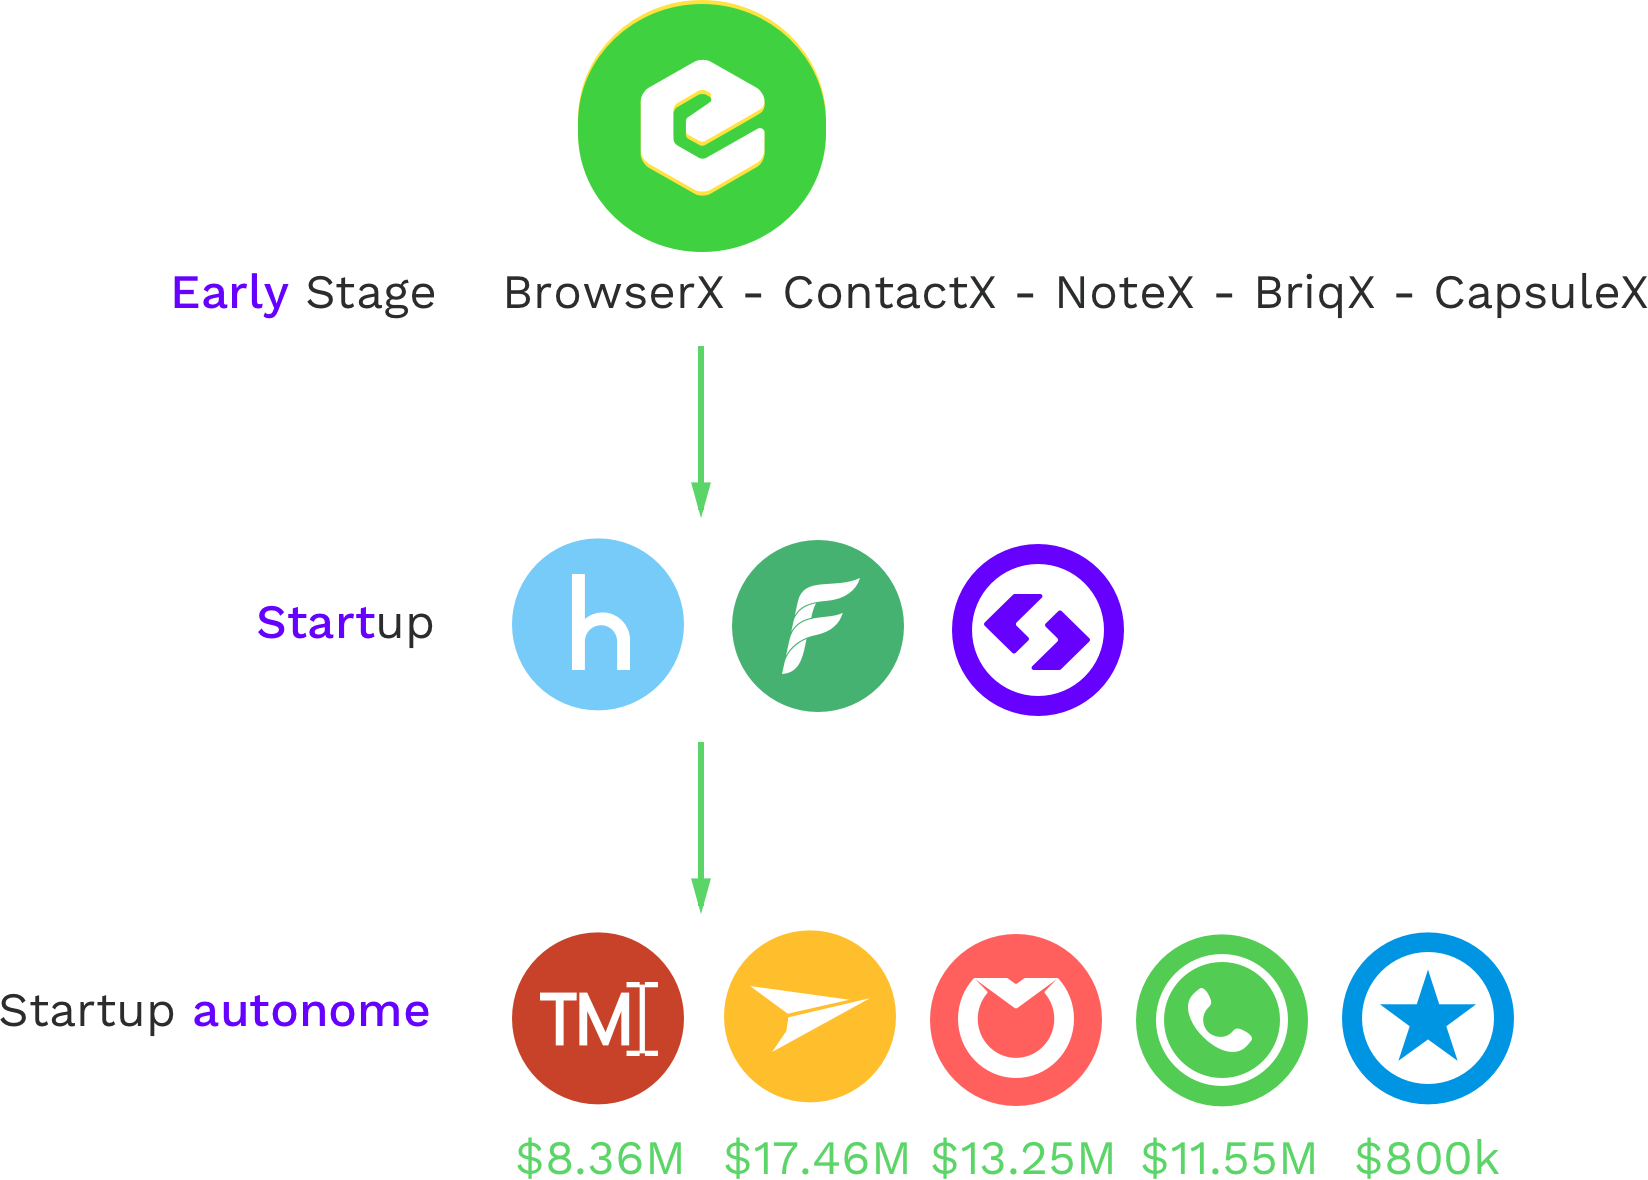 e
Early Stage BrowserX - ContactX - NoteX - BriqX - CapsuleX
Startup h F
Startup autonome TM
$8.36M $17.46M $13.25M $11.55M $800k